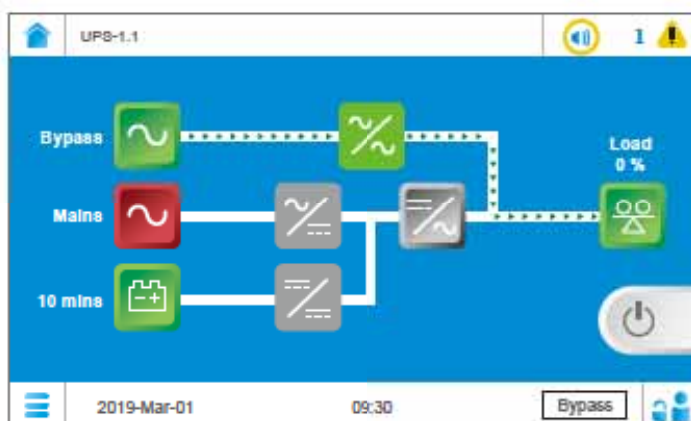 UPS-1.1
1
Bypass
Load
0 %
Mains
10 mins
2019-Mar-01
09:30
Bypass